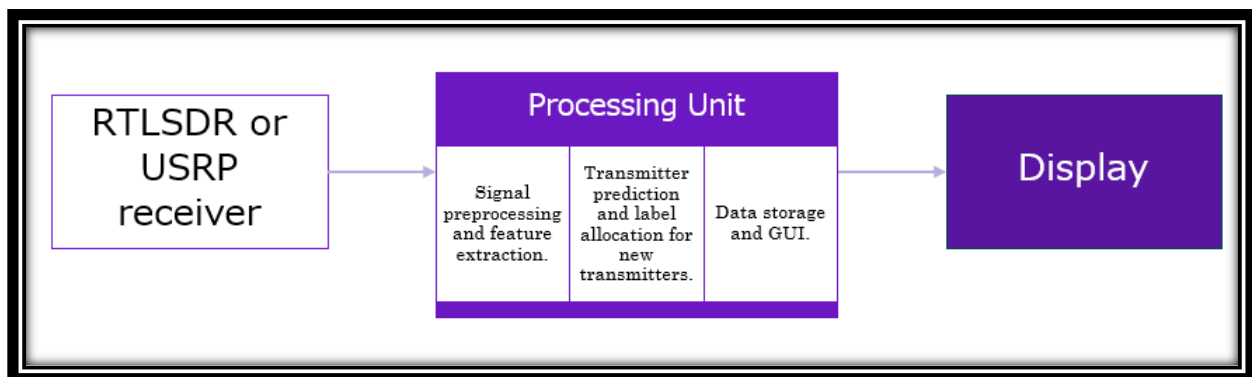 RTLSDR or
USRP
receiver
Processing Unit
Signal
preprocessing
and feature
extraction.
Transmitter
prediction
and label
allocation for
new
transmitters.
Data storage
and GUI.
Display